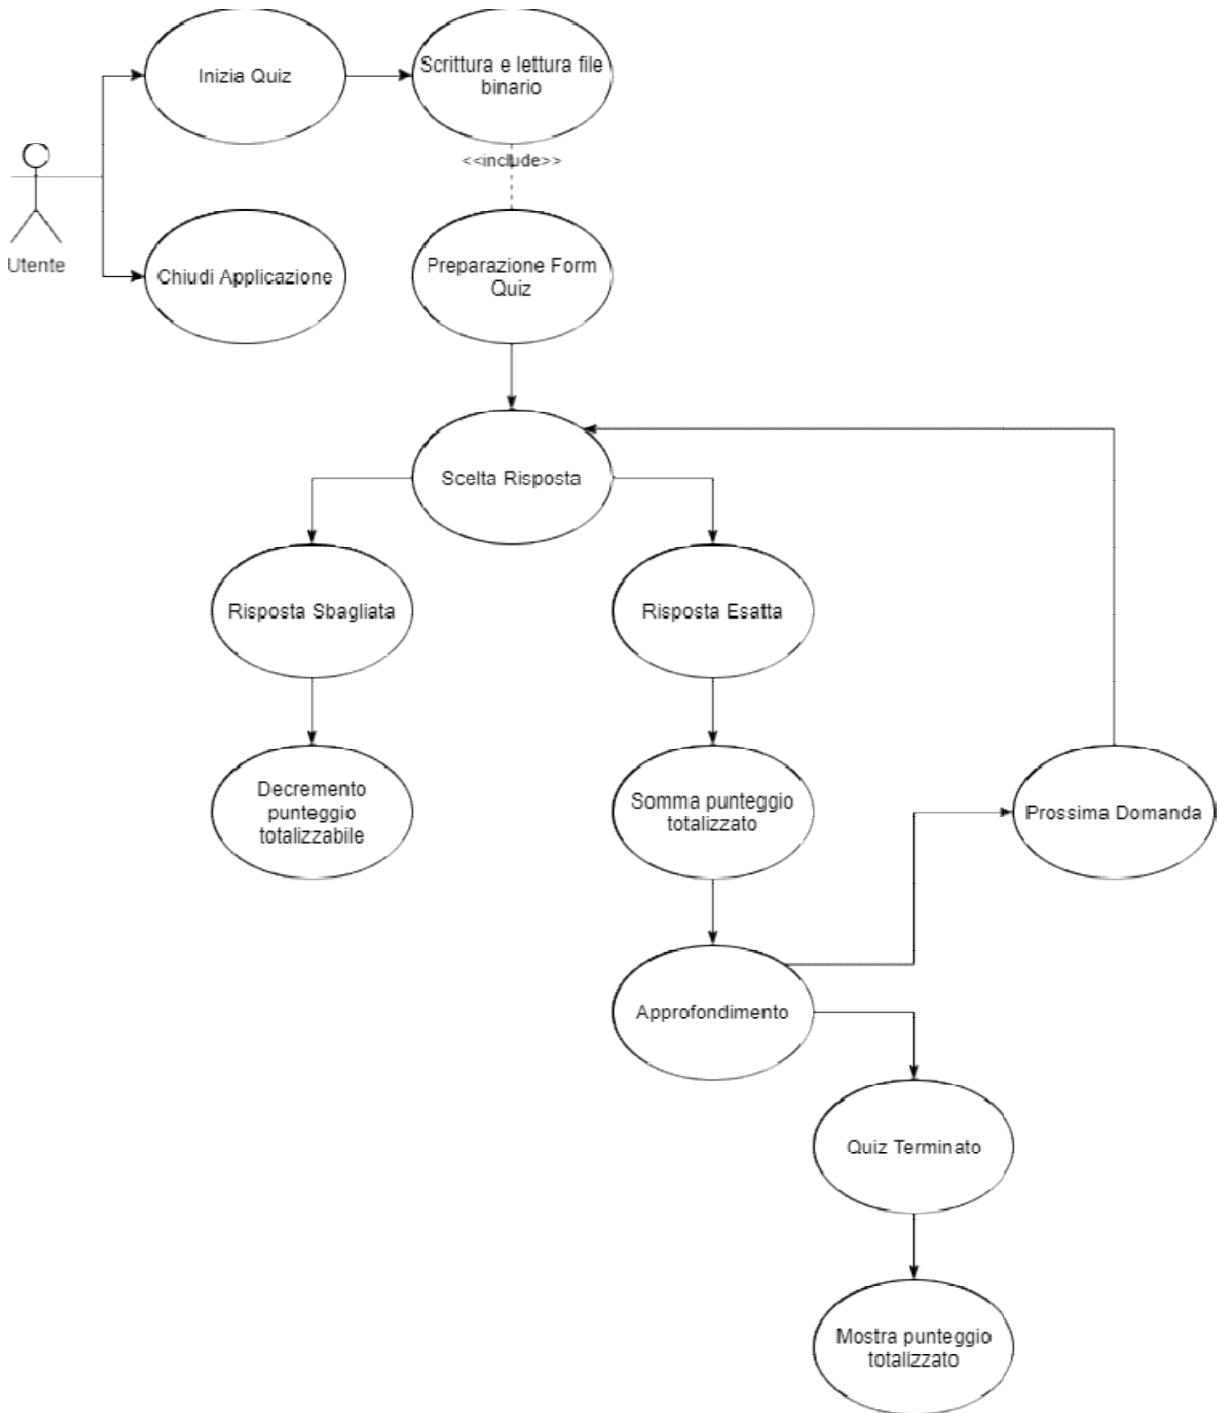 Inizia Quiz
Scrittura e lettura file
binario
<<include>>
Utente
Chiudi Applicazione
Preparazione Form
Quiz
Scelta Risposta
Risposta Sbagliata
Risposta Esatta
Decremento
punteggio
totalizzabile
Somma punteggio
totalizzato
Prossima Domanda
Approfondimento
Quiz Terminato
Mostra punteggio
totalizzato